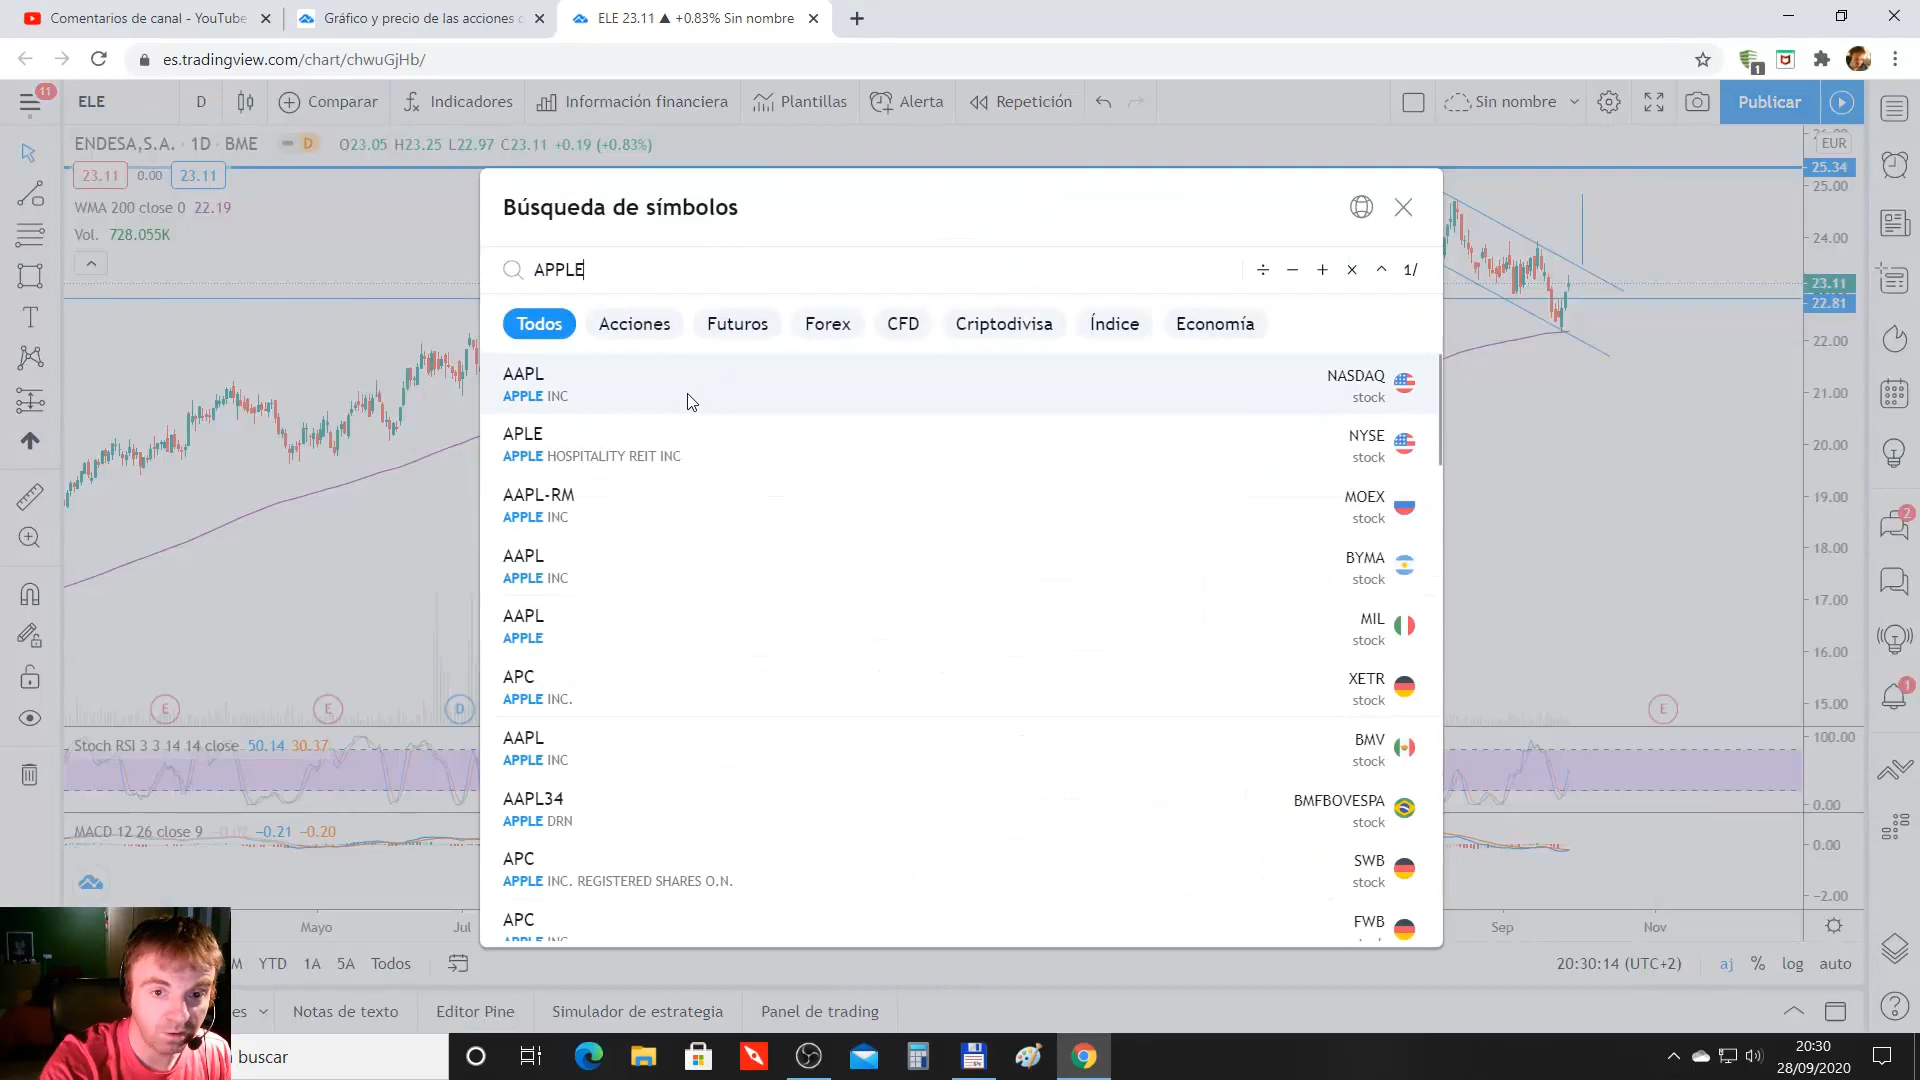 Comentarios de canal - YouTube
Gráfico y precio de las acciones
ELE 23.11 ▲ +0.83% Sin nombre
es.tradingview.com/chart/chwuGjHb/
1
11
ELE
D
Comparar
Indicadores
Información financiera
Plantillas
Alerta
Repetición
Sin nombre
Publicar
ENDESA,S.A. · 1D · BME
D
O23.05 H23.25 L22.97 C23.11 +0.19 (+0.83%)
23.11
0.00
23.11
WMA 200 close 0 22.19
Vol. 728.055K
EUR
25.34
25.00
24.00
23.11
22.81
22.00
21.00
20.00
19.00
18.00
17.00
16.00
15.00
100.00
0.00
0.00
−2.00
Búsqueda de símbolos
APPLE
1/
Todos
Acciones
Futuros
Forex
CFD
Criptodivisa
Índice
Economía
AAPL
APPLE INC
NASDAQ
stock
APLE
APPLE HOSPITALITY REIT INC
NYSE
stock
AAPL-RM
APPLE INC
MOEX
stock
AAPL
APPLE INC
BYMA
stock
AAPL
APPLE
MIL
stock
APC
APPLE INC.
XETR
stock
AAPL
APPLE INC
BMV
stock
AAPL34
APPLE DRN
BMFBOVESPA
stock
APC
APPLE INC. REGISTERED SHARES O.N.
SWB
stock
APC
APPLE INC
FWB
E
E
D
E
Stoch RSI 3 3 14 14 close 50.14 30.37
MACD 12 26 close 9 −0.02 −0.21 −0.20
Mayo
Jul
Sep
Nov
2
1
YTD
1A
5A
Todos
20:30:14 (UTC+2)
aj
%
log
auto
Notas de texto
Editor Pine
Simulador de estrategia
Panel de trading
buscar
20:30
28/09/2020